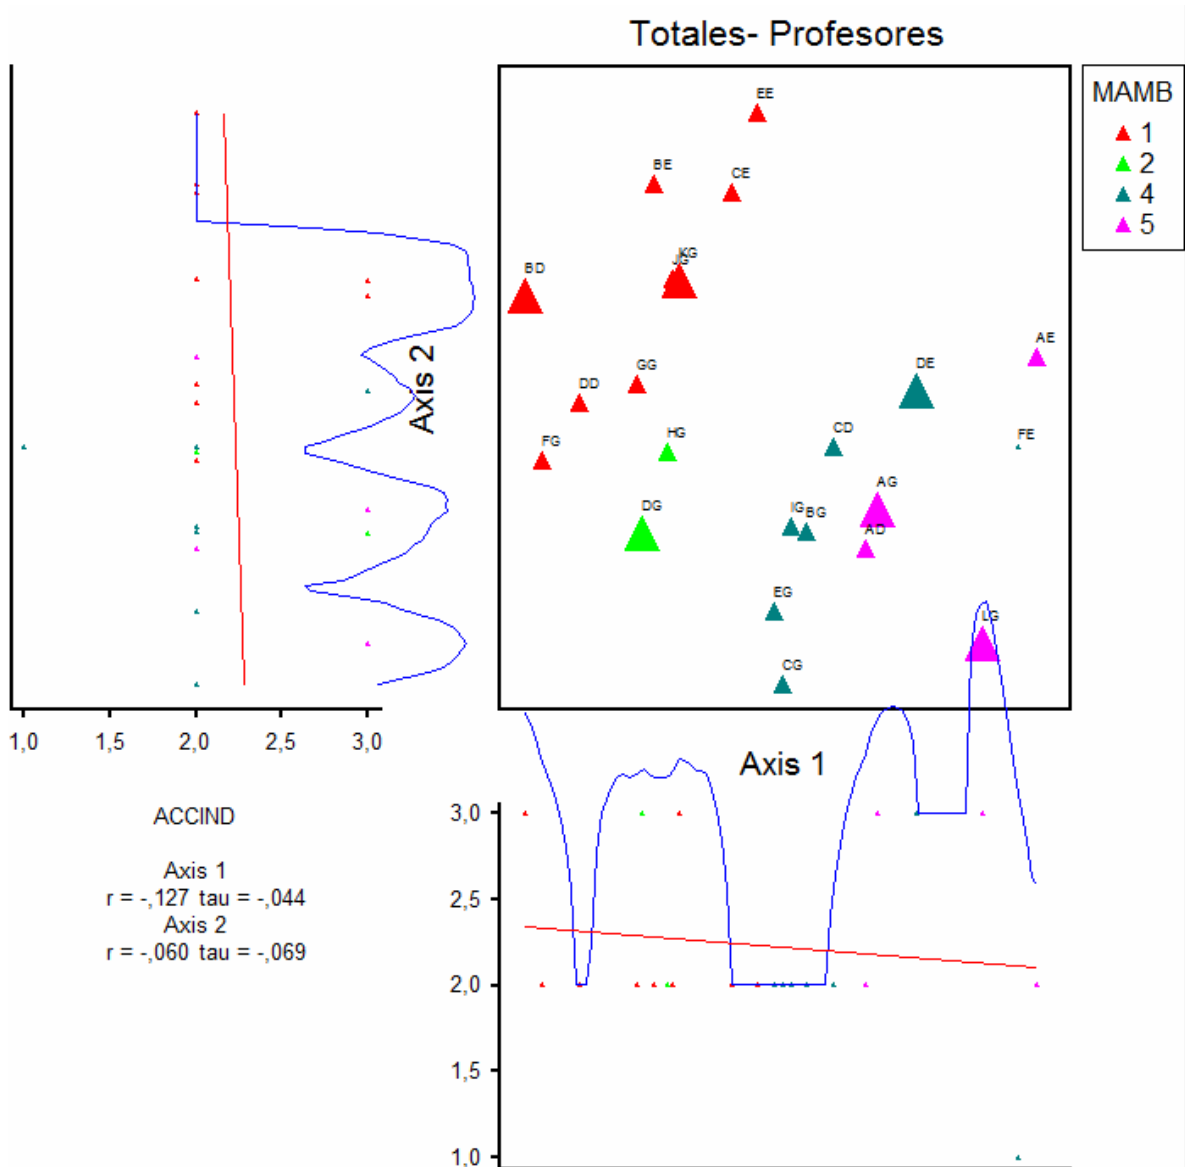 Totales- Profesores
MAMB
1
2
4
5
EE
BE
CE
KG
JG
BD
AE
DE
GG
DD
CD
FE
HG
FG
AG
DG
IG
BG
AD
EG
LG
CG
Axis 2
1,0 1,5 2,0 2,5 3,0
Axis 1
ACCIND
Axis 1
r = -,127 tau = -,044
Axis 2
r = -,060 tau = -,069
3,0
2,5
2,0
1,5
1,0